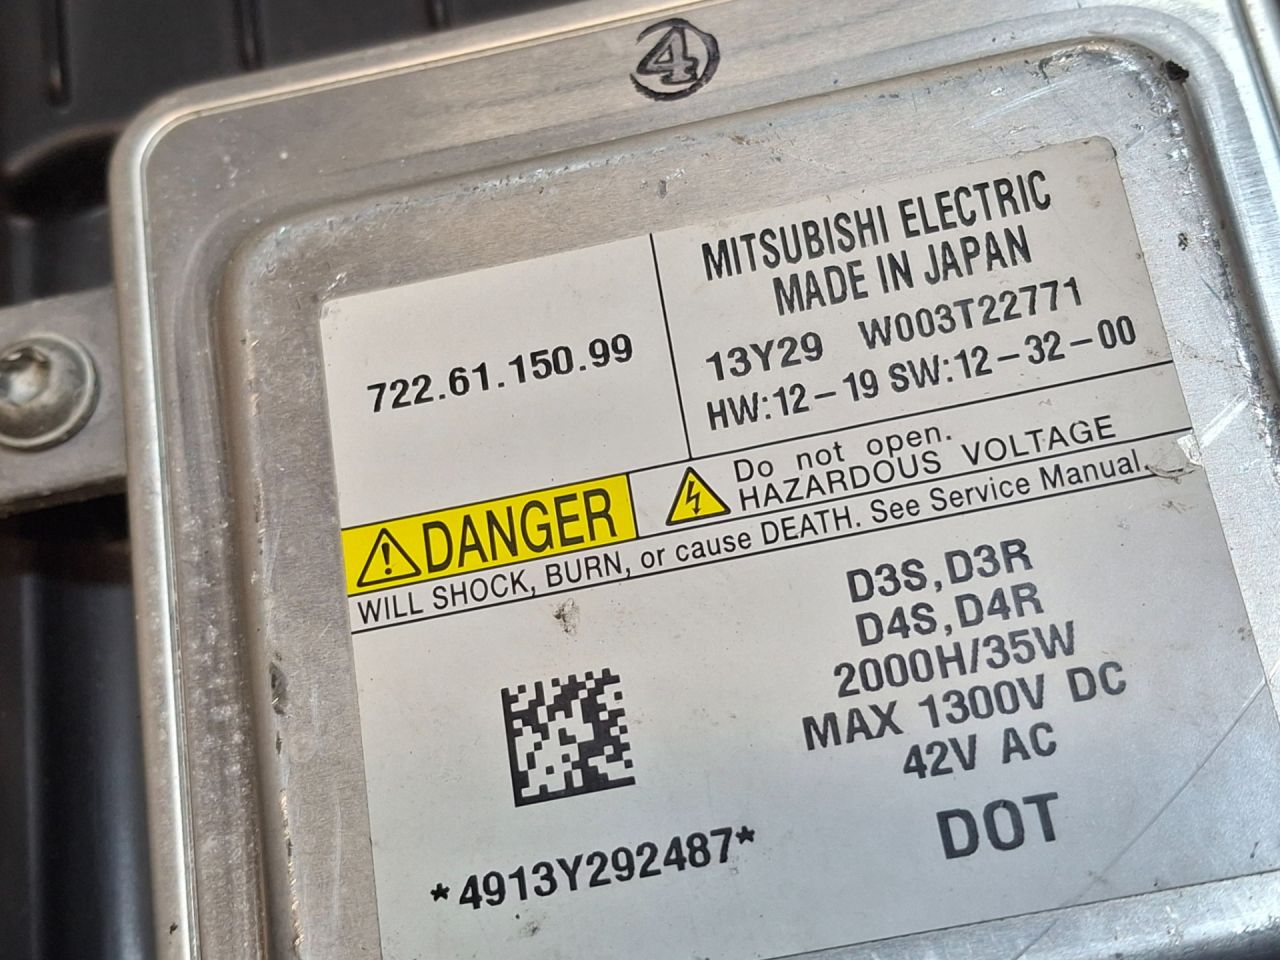 4
MITSUBISHI ELECTRIC
MADE IN JAPAN
722.61.150.99
13Y29 W003T22771
HW:12-19 SW:12-32-00
DANGER
Do not open.
HAZARDOUS VOLTAGE
WILL SHOCK, BURN, or cause DEATH. See Service Manual.
D3S,D3R
D4S,D4R
2000H/35W
MAX 1300V DC
42V AC
*4913Y292487*
DOT